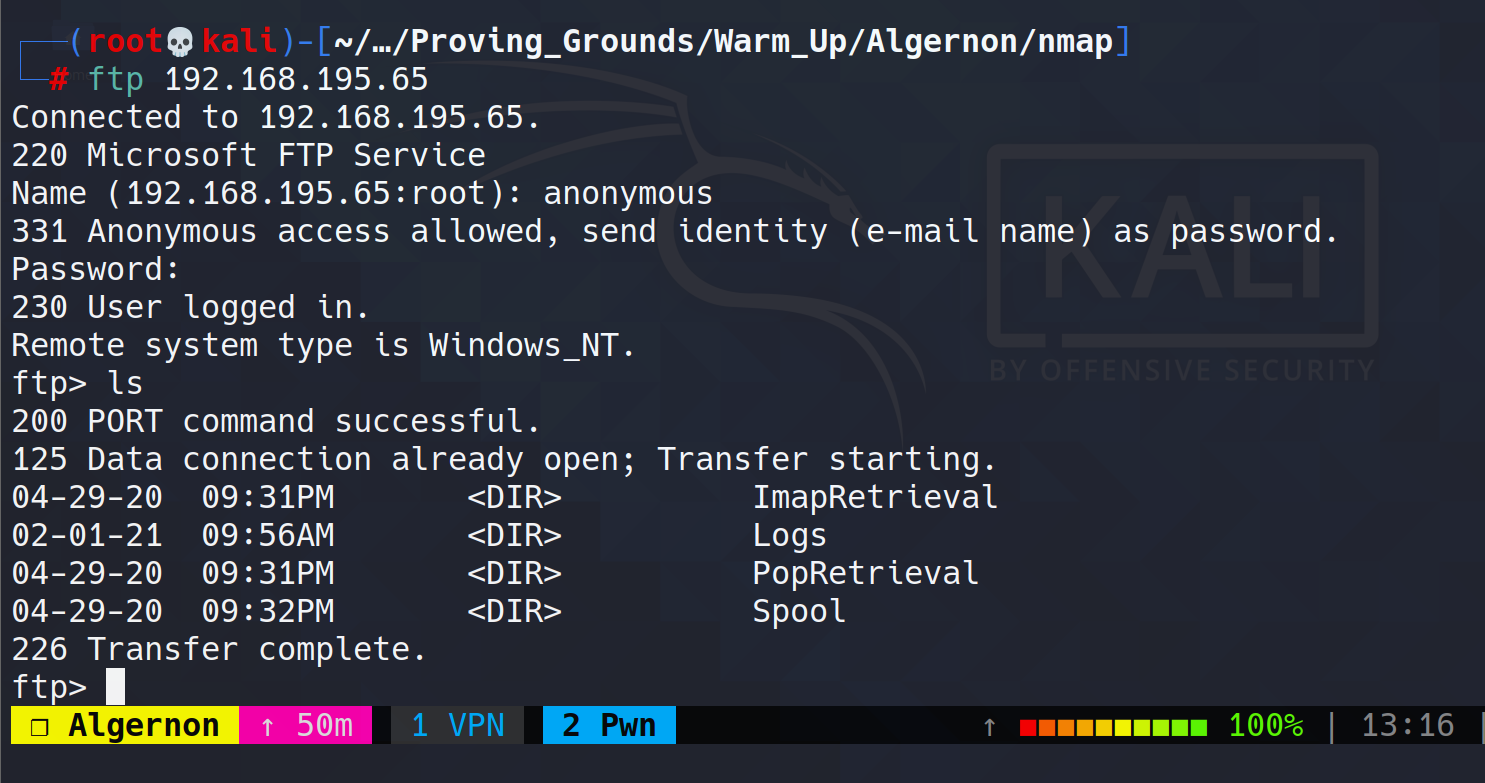 (root💀kali)-[~/…/Proving_Grounds/Warm_Up/Algernon/nmap]
# ftp 192.168.195.65
Connected to 192.168.195.65.
220 Microsoft FTP Service
Name (192.168.195.65:root): anonymous
331 Anonymous access allowed, send identity (e-mail name) as password.
Password:
230 User logged in.
Remote system type is Windows_NT.
ftp> ls
200 PORT command successful.
125 Data connection already open; Transfer starting.
04-29-20  09:31PM       <DIR>          ImapRetrieval
02-01-21  09:56AM       <DIR>          Logs
04-29-20  09:31PM       <DIR>          PopRetrieval
04-29-20  09:32PM       <DIR>          Spool
226 Transfer complete.
ftp>
KALI
BY OFFENSIVE SECURITY
❐ Algernon ↑ 50m 1 VPN 2 Pwn ↑ 100% | 13:16 |